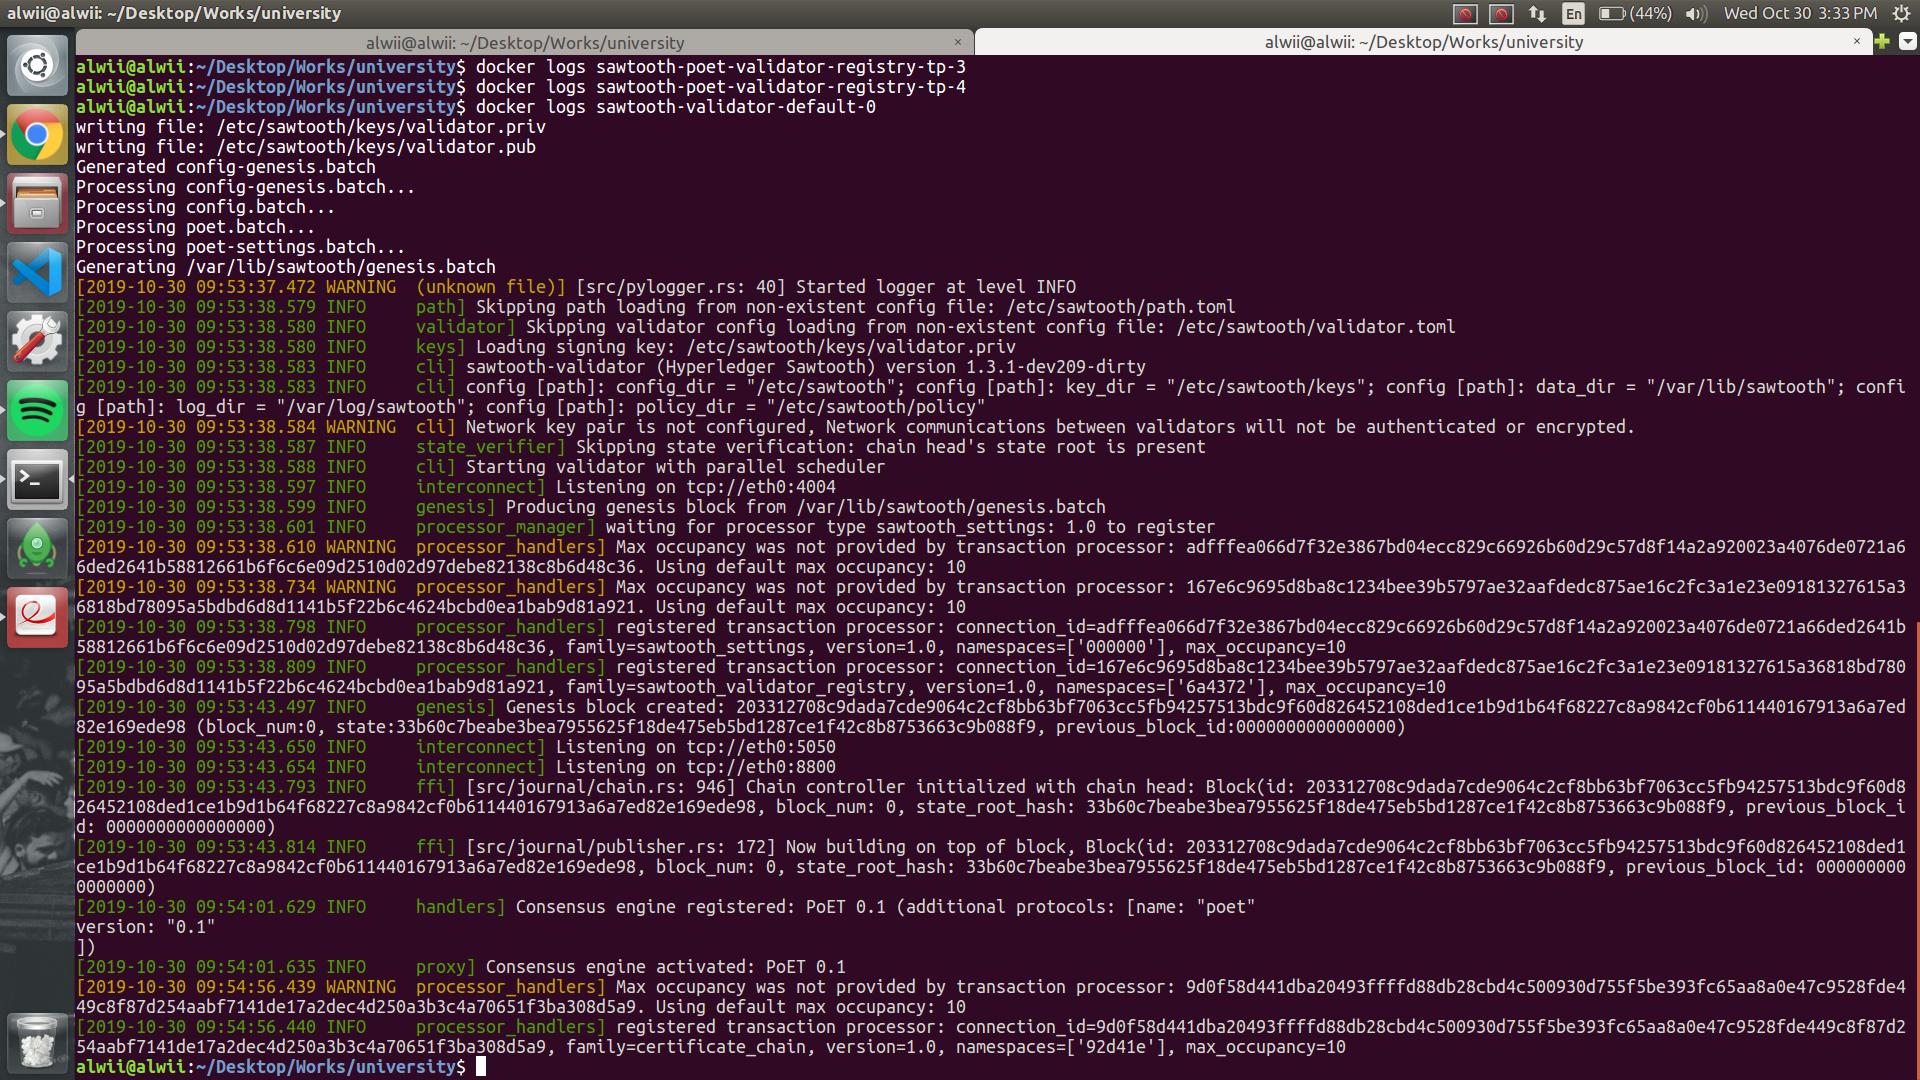 alwii@alwii: ~/Desktop/Works/university
En
(44%)
Wed Oct 30 3:33 PM
alwii@alwii: ~/Desktop/Works/university ×
alwii@alwii: ~/Desktop/Works/university ×
alwii@alwii:~/Desktop/Works/university$ docker logs sawtooth-poet-validator-registry-tp-3
alwii@alwii:~/Desktop/Works/university$ docker logs sawtooth-poet-validator-registry-tp-4
alwii@alwii:~/Desktop/Works/university$ docker logs sawtooth-validator-default-0
writing file: /etc/sawtooth/keys/validator.priv
writing file: /etc/sawtooth/keys/validator.pub
Generated config-genesis.batch
Processing config-genesis.batch...
Processing config.batch...
Processing poet.batch...
Processing poet-settings.batch...
Generating /var/lib/sawtooth/genesis.batch
[2019-10-30 09:53:37.472 WARNING  (unknown file)] [src/pylogger.rs: 40] Started logger at level INFO
[2019-10-30 09:53:38.579 INFO     path] Skipping path loading from non-existent config file: /etc/sawtooth/path.toml
[2019-10-30 09:53:38.580 INFO     validator] Skipping validator config loading from non-existent config file: /etc/sawtooth/validator.toml
[2019-10-30 09:53:38.580 INFO     keys] Loading signing key: /etc/sawtooth/keys/validator.priv
[2019-10-30 09:53:38.583 INFO     cli] sawtooth-validator (Hyperledger Sawtooth) version 1.3.1-dev209-dirty
[2019-10-30 09:53:38.583 INFO     cli] config [path]: config_dir = "/etc/sawtooth"; config [path]: key_dir = "/etc/sawtooth/keys"; config [path]: data_dir = "/var/lib/sawtooth"; confi
g [path]: log_dir = "/var/log/sawtooth"; config [path]: policy_dir = "/etc/sawtooth/policy"
[2019-10-30 09:53:38.584 WARNING  cli] Network key pair is not configured, Network communications between validators will not be authenticated or encrypted.
[2019-10-30 09:53:38.587 INFO     state_verifier] Skipping state verification: chain head's state root is present
[2019-10-30 09:53:38.588 INFO     cli] Starting validator with parallel scheduler
[2019-10-30 09:53:38.597 INFO     interconnect] Listening on tcp://eth0:4004
[2019-10-30 09:53:38.599 INFO     genesis] Producing genesis block from /var/lib/sawtooth/genesis.batch
[2019-10-30 09:53:38.601 INFO     processor_manager] waiting for processor type sawtooth_settings: 1.0 to register
[2019-10-30 09:53:38.610 WARNING  processor_handlers] Max occupancy was not provided by transaction processor: adfffea066d7f32e3867bd04ecc829c66926b60d29c57d8f14a2a920023a4076de0721a6
6ded2641b58812661b6f6c6e09d2510d02d97debe82138c8b6d48c36. Using default max occupancy: 10
[2019-10-30 09:53:38.734 WARNING  processor_handlers] Max occupancy was not provided by transaction processor: 167e6c9695d8ba8c1234bee39b5797ae32aafdedc875ae16c2fc3a1e23e09181327615a3
6818bd78095a5bdbd6d8d1141b5f22b6c4624bcbd0ea1bab9d81a921. Using default max occupancy: 10
[2019-10-30 09:53:38.798 INFO     processor_handlers] registered transaction processor: connection_id=adfffea066d7f32e3867bd04ecc829c66926b60d29c57d8f14a2a920023a4076de0721a66ded2641b
58812661b6f6c6e09d2510d02d97debe82138c8b6d48c36, family=sawtooth_settings, version=1.0, namespaces=['000000'], max_occupancy=10
[2019-10-30 09:53:38.809 INFO     processor_handlers] registered transaction processor: connection_id=167e6c9695d8ba8c1234bee39b5797ae32aafdedc875ae16c2fc3a1e23e09181327615a36818bd780
95a5bdbd6d8d1141b5f22b6c4624bcbd0ea1bab9d81a921, family=sawtooth_validator_registry, version=1.0, namespaces=['6a4372'], max_occupancy=10
[2019-10-30 09:53:43.497 INFO     genesis] Genesis block created: 203312708c9dada7cde9064c2cf8bb63bf7063cc5fb94257513bdc9f60d826452108ded1ce1b9d1b64f68227c8a9842cf0b611440167913a6a7ed
82e169ede98 (block_num:0, state:33b60c7beabe3bea7955625f18de475eb5bd1287ce1f42c8b8753663c9b088f9, previous_block_id:0000000000000000)
[2019-10-30 09:53:43.650 INFO     interconnect] Listening on tcp://eth0:5050
[2019-10-30 09:53:43.654 INFO     interconnect] Listening on tcp://eth0:8800
[2019-10-30 09:53:43.793 INFO     ffi] [src/journal/chain.rs: 946] Chain controller initialized with chain head: Block(id: 203312708c9dada7cde9064c2cf8bb63bf7063cc5fb94257513bdc9f60d8
26452108ded1ce1b9d1b64f68227c8a9842cf0b611440167913a6a7ed82e169ede98, block_num: 0, state_root_hash: 33b60c7beabe3bea7955625f18de475eb5bd1287ce1f42c8b8753663c9b088f9, previous_block_i
d: 0000000000000000)
[2019-10-30 09:53:43.814 INFO     ffi] [src/journal/publisher.rs: 172] Now building on top of block, Block(id: 203312708c9dada7cde9064c2cf8bb63bf7063cc5fb94257513bdc9f60d826452108ded1
ce1b9d1b64f68227c8a9842cf0b611440167913a6a7ed82e169ede98, block_num: 0, state_root_hash: 33b60c7beabe3bea7955625f18de475eb5bd1287ce1f42c8b8753663c9b088f9, previous_block_id: 000000000
0000000)
[2019-10-30 09:54:01.629 INFO     handlers] Consensus engine registered: PoET 0.1 (additional protocols: [name: "poet"
version: "0.1"
])
[2019-10-30 09:54:01.635 INFO     proxy] Consensus engine activated: PoET 0.1
[2019-10-30 09:54:56.439 WARNING  processor_handlers] Max occupancy was not provided by transaction processor: 9d0f58d441dba20493ffffd88db28cbd4c500930d755f5be393fc65aa8a0e47c9528fde4
49c8f87d254aabf7141de17a2dec4d250a3b3c4a70651f3ba308d5a9. Using default max occupancy: 10
[2019-10-30 09:54:56.440 INFO     processor_handlers] registered transaction processor: connection_id=9d0f58d441dba20493ffffd88db28cbd4c500930d755f5be393fc65aa8a0e47c9528fde449c8f87d2
54aabf7141de17a2dec4d250a3b3c4a70651f3ba308d5a9, family=certificate_chain, version=1.0, namespaces=['92d41e'], max_occupancy=10
alwii@alwii:~/Desktop/Works/university$